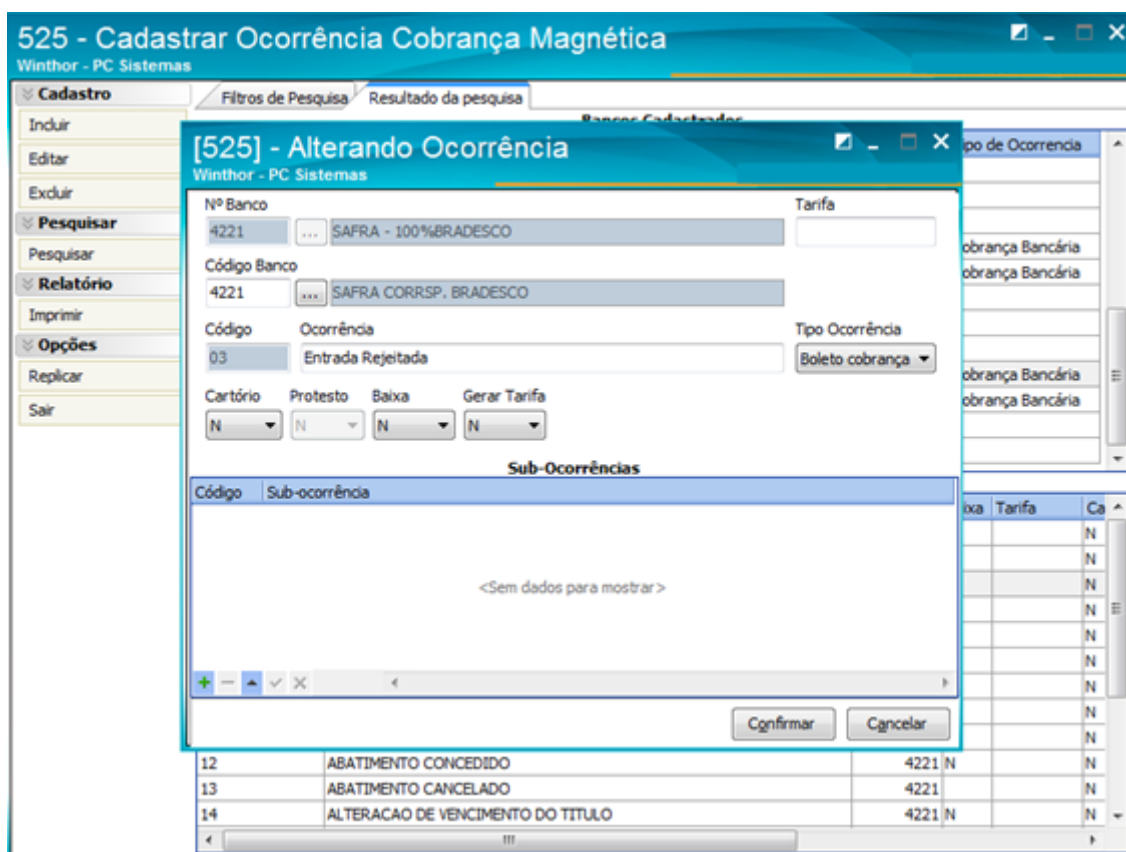 525 - Cadastrar Ocorrência Cobrança Magnética
Winthor - PC Sistemas
Cadastro
Incluir
Editar
Excluir
Pesquisar
Pesquisar
Relatório
Imprimir
Opções
Replicar
Sair
Filtros de Pesquisa
Resultado da pesquisa
Bancos Cadastrados
ipo de Ocorrencia
obrança Bancária
obrança Bancária
obrança Bancária
obrança Bancária
[525] - Alterando Ocorrência
Winthor - PC Sistemas
Nº Banco Tarifa
4221 ... SAFRA - 100%BRADESCO
Código Banco
4221 ... SAFRA CORRSP. BRADESCO
Código Ocorrência Tipo Ocorrência
03 Entrada Rejeitada Boleto cobrança
Cartório Protesto Baixa Gerar Tarifa
N N N N
Sub-Ocorrências
Código Sub-ocorrência
<Sem dados para mostrar>
Confirmar Cancelar
ixa Tarifa Ca
N
N
N
N
N
N
N
N
N
12 ABATIMENTO CONCEDIDO 4221 N N
13 ABATIMENTO CANCELADO 4221 N
14 ALTERACAO DE VENCIMENTO DO TITULO 4221 N N